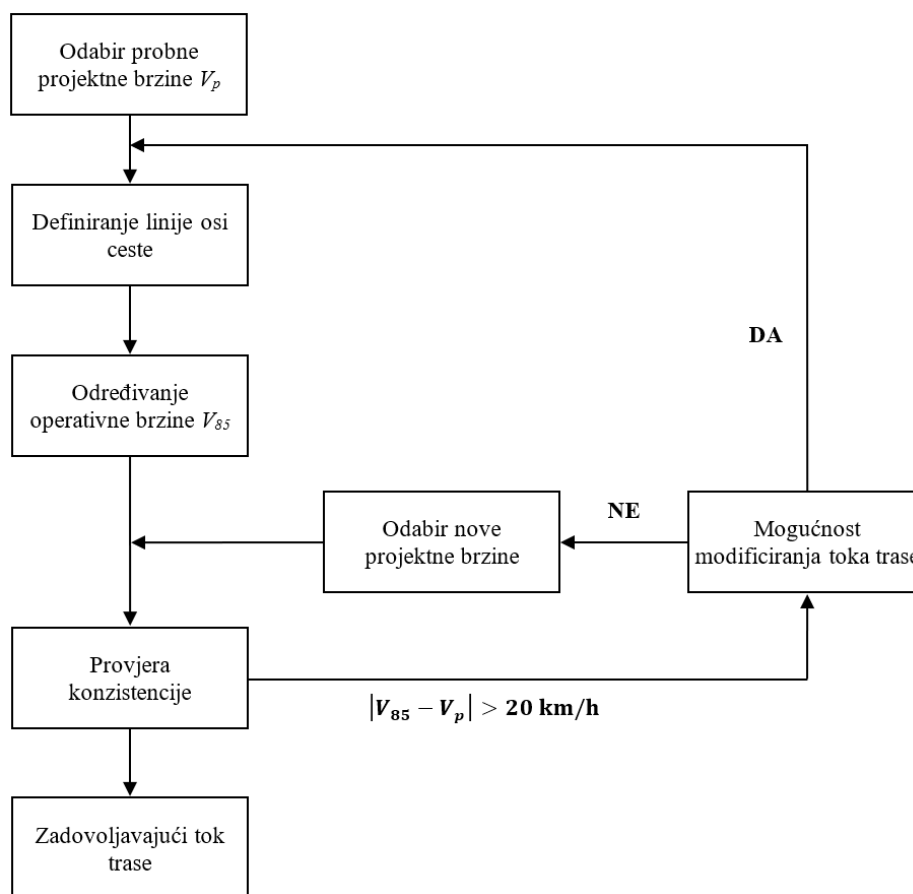 Odabir probne
projektne brzine Vₚ
Definiranje linije osi
ceste
DA
Određivanje
operativne brzine V₈₅
NE
Odabir nove
projektne brzine
Mogućnost
modificiranja toka trase
Provjera
konzistencije
|V₈₅ − Vₚ| > 20 km/h
Zadovoljavajući tok
trase